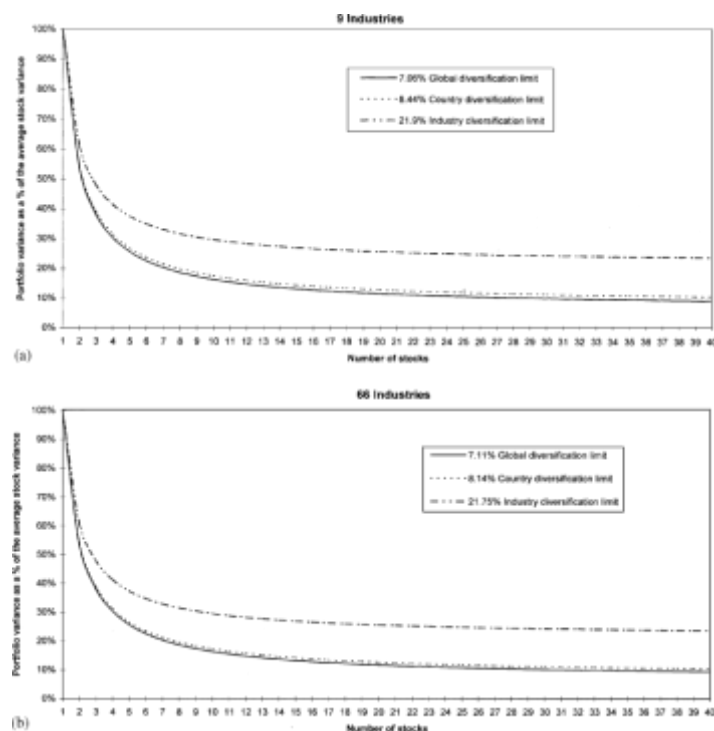 9 Industries
100%
90%
80%
70%
60%
50%
40%
30%
20%
10%
0%
Portfolio variance as a % of the average stock variance
7.06% Global diversification limit
8.44% Country diversification limit
21.9% Industry diversification limit
1 2 3 4 5 6 7 8 9 10 11 12 13 14 15 16 17 18 19 20 21 22 23 24 25 26 27 28 29 30 31 32 33 34 35 36 37 38 39 40
(a)
Number of stocks
66 Industries
100%
90%
80%
70%
60%
50%
40%
30%
20%
10%
0%
Portfolio variance as a % of the average stock variance
7.11% Global diversification limit
8.14% Country diversification limit
21.75% Industry diversification limit
1 2 3 4 5 6 7 8 9 10 11 12 13 14 15 16 17 18 19 20 21 22 23 24 25 26 27 28 29 30 31 32 33 34 35 36 37 38 39 40
(b)
Number of stocks